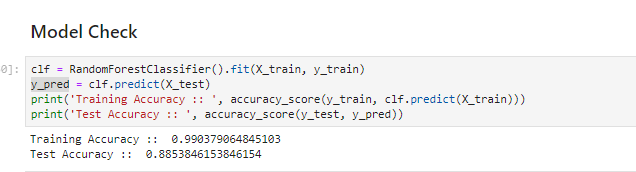 Model Check
0]: clf = RandomForestClassifier().fit(X_train, y_train)
y_pred = clf.predict(X_test)
print('Training Accuracy :: ', accuracy_score(y_train, clf.predict(X_train)))
print('Test Accuracy :: ', accuracy_score(y_test, y_pred))
Training Accuracy ::  0.990379064845103
Test Accuracy ::  0.8853846153846154